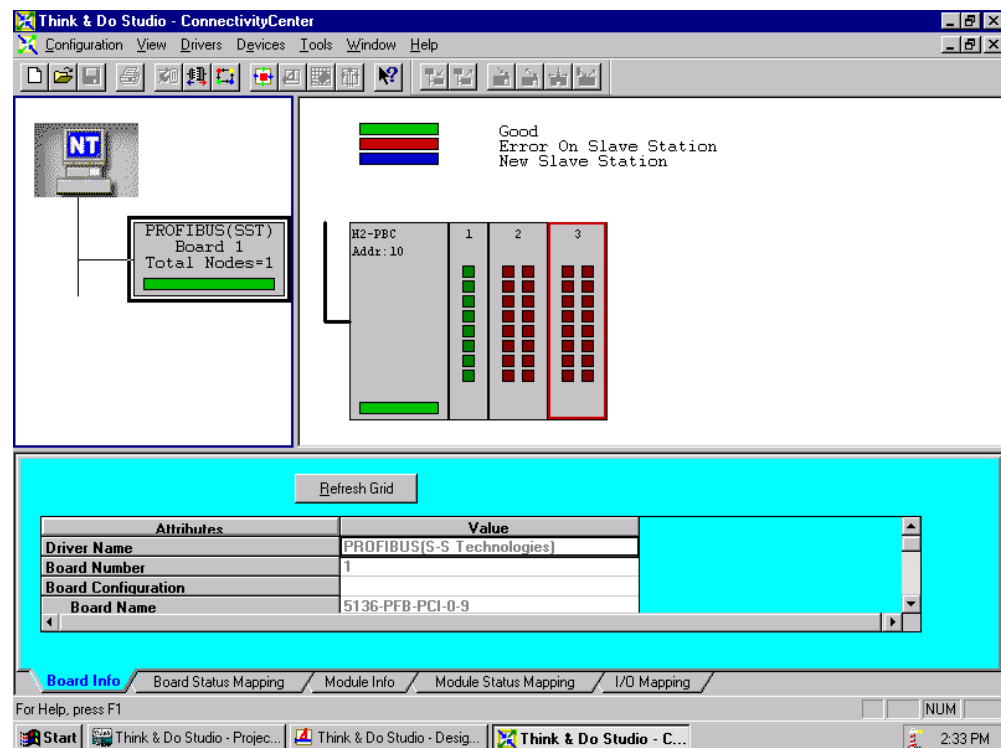 Think & Do Studio - ConnectivityCenter
Configuration View Drivers Devices Tools Window Help
NT
PROFIBUS(SST)
Board 1
Total Nodes=1
Good
Error On Slave Station
New Slave Station
H2-PBC
Addr:10
1
2
3
Refresh Grid
Attributes Value
Driver Name PROFIBUS(S-S Technologies)
Board Number 1
Board Configuration
Board Name 5136-PFB-PCI-0-9
Board Info Board Status Mapping Module Info Module Status Mapping I/O Mapping
For Help, press F1 NUM
Start Think & Do Studio - Projec... Think & Do Studio - Desig... Think & Do Studio - C... 2:33 PM